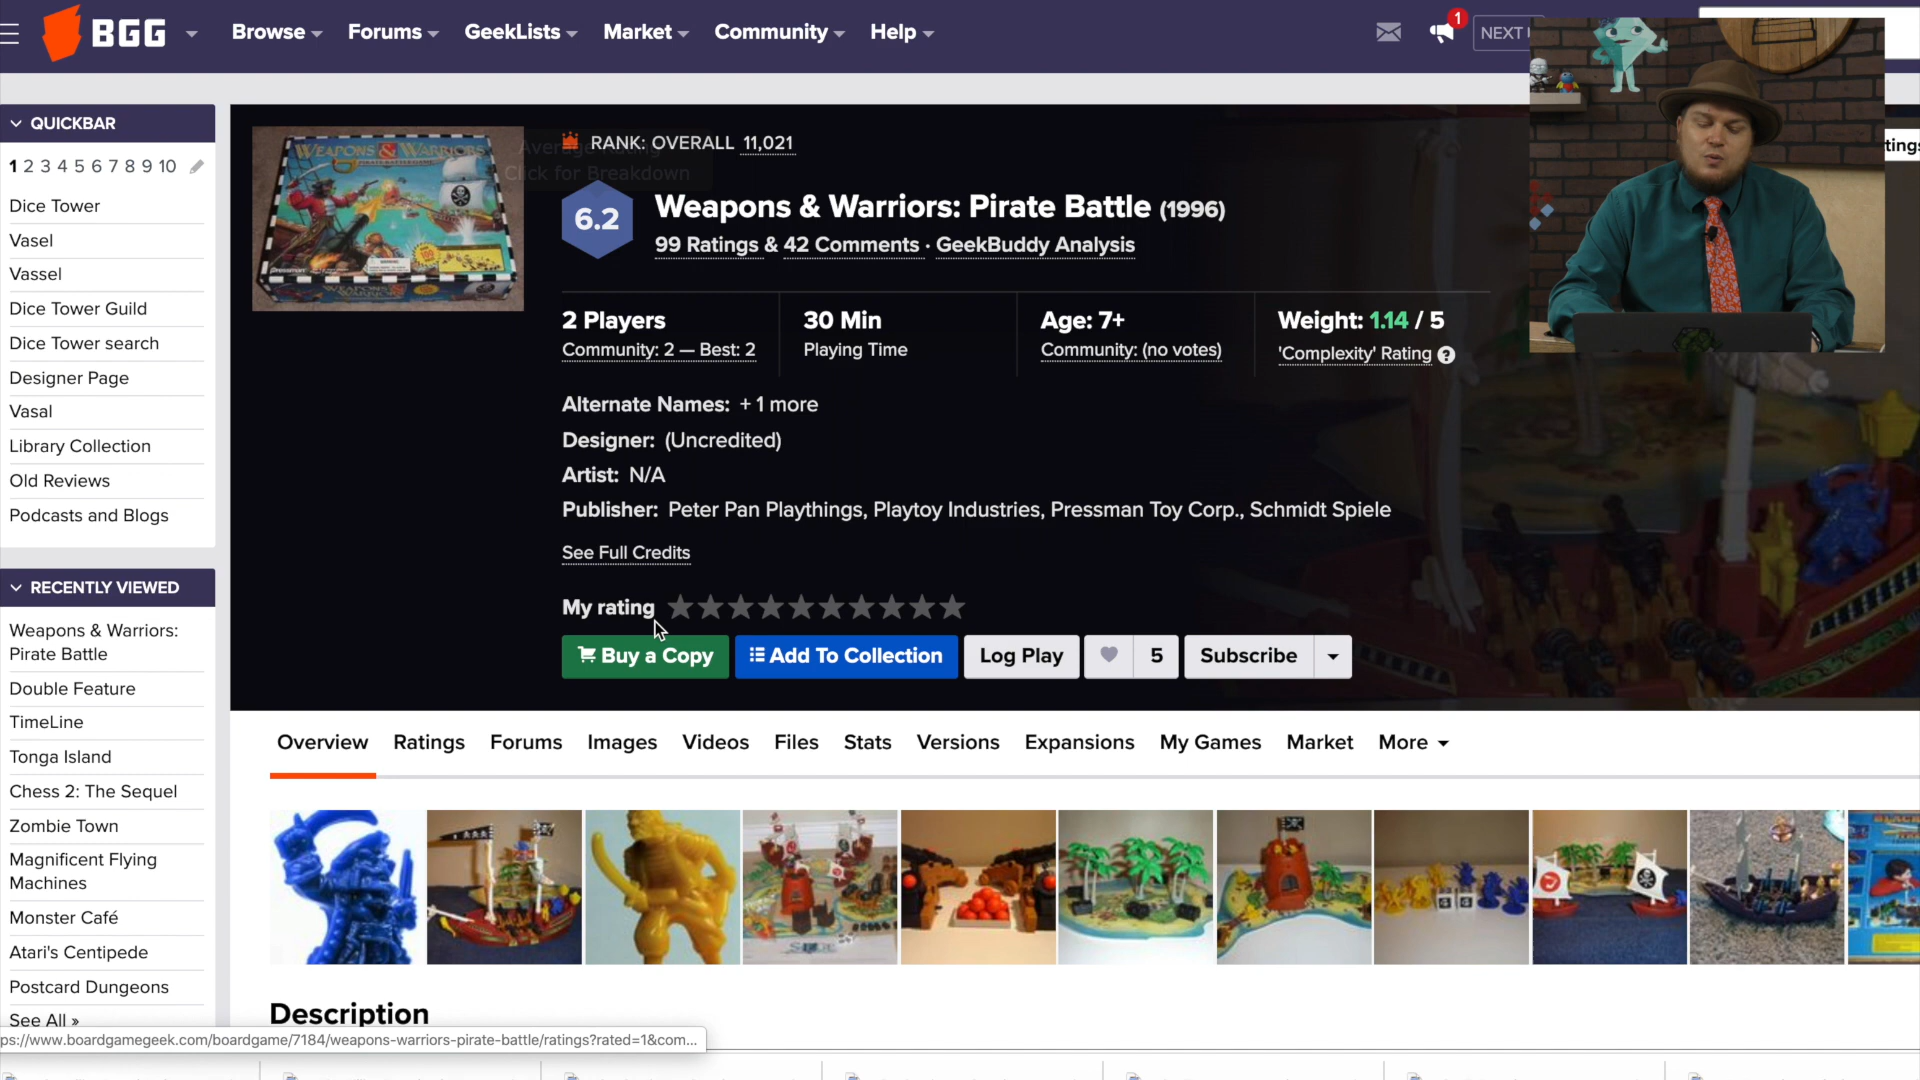 BGG
Browse
Forums
GeekLists
Market
Community
Help
1
NEXT
QUICKBAR
1 2 3 4 5 6 7 8 9 10
Dice Tower
Vasel
Vassel
Dice Tower Guild
Dice Tower search
Designer Page
Vasal
Library Collection
Old Reviews
Podcasts and Blogs
RECENTLY VIEWED
Weapons & Warriors:
Pirate Battle
Double Feature
TimeLine
Tonga Island
Chess 2: The Sequel
Zombie Town
Magnificent Flying
Machines
Monster Café
Atari's Centipede
Postcard Dungeons
See All »
WEAPONS & WARRIORS
Pressman
RANK: OVERALL 11,021
Click for Breakdown
6.2
Weapons & Warriors: Pirate Battle (1996)
99 Ratings & 42 Comments · GeekBuddy Analysis
2 Players
Community: 2 — Best: 2
30 Min
Playing Time
Age: 7+
Community: (no votes)
Weight: 1.14 / 5
'Complexity' Rating ?
Alternate Names: + 1 more
Designer: (Uncredited)
Artist: N/A
Publisher: Peter Pan Playthings, Playtoy Industries, Pressman Toy Corp., Schmidt Spiele
See Full Credits
My rating
Buy a Copy
Add To Collection
Log Play
5
Subscribe
tings
Overview
Ratings
Forums
Images
Videos
Files
Stats
Versions
Expansions
My Games
Market
More
Description
ps://www.boardgamegeek.com/boardgame/7184/weapons-warriors-pirate-battle/ratings?rated=1&com...